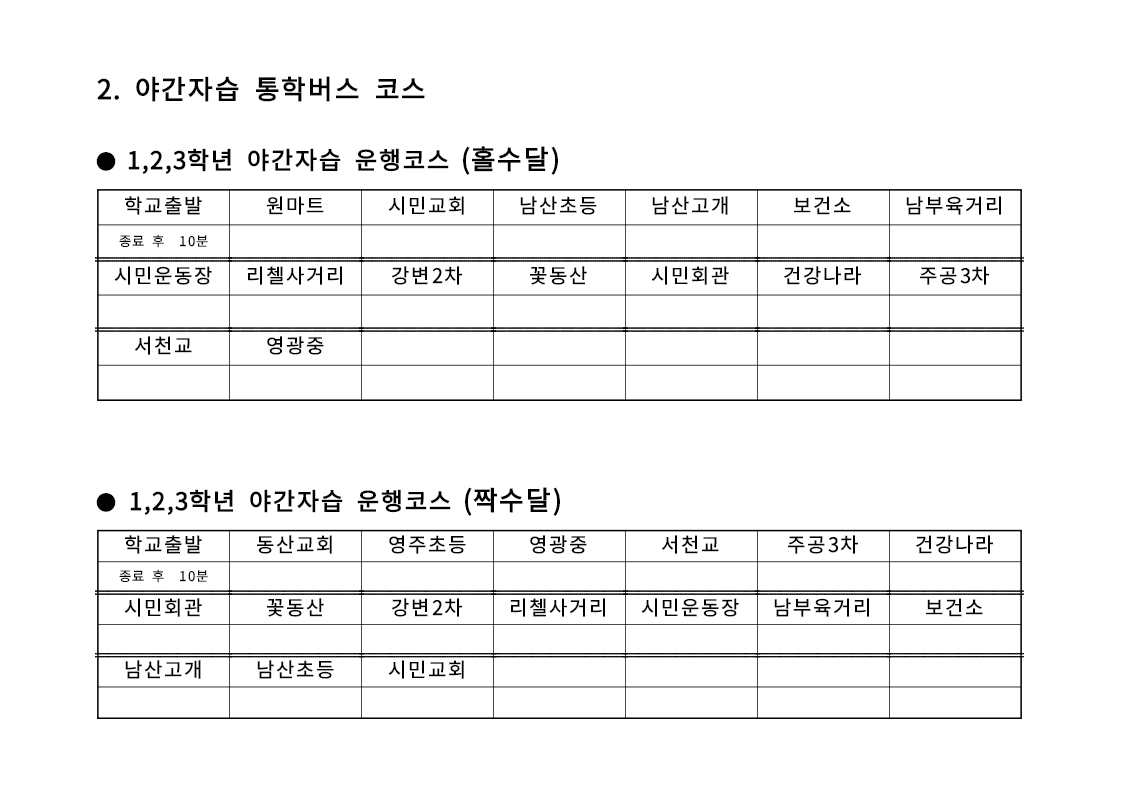 2. 야간자습 통학버스 코스
● 1,2,3학년 야간자습 운행코스 (홀수달)
학교출발 원마트 시민교회 남산초등 남산고개 보건소 남부육거리
종료 후 10분
시민운동장 리첼사거리 강변2차 꽃동산 시민회관 건강나라 주공3차
서천교 영광중
● 1,2,3학년 야간자습 운행코스 (짝수달)
학교출발 동산교회 영주초등 영광중 서천교 주공3차 건강나라
종료 후 10분
시민회관 꽃동산 강변2차 리첼사거리 시민운동장 남부육거리 보건소
남산고개 남산초등 시민교회